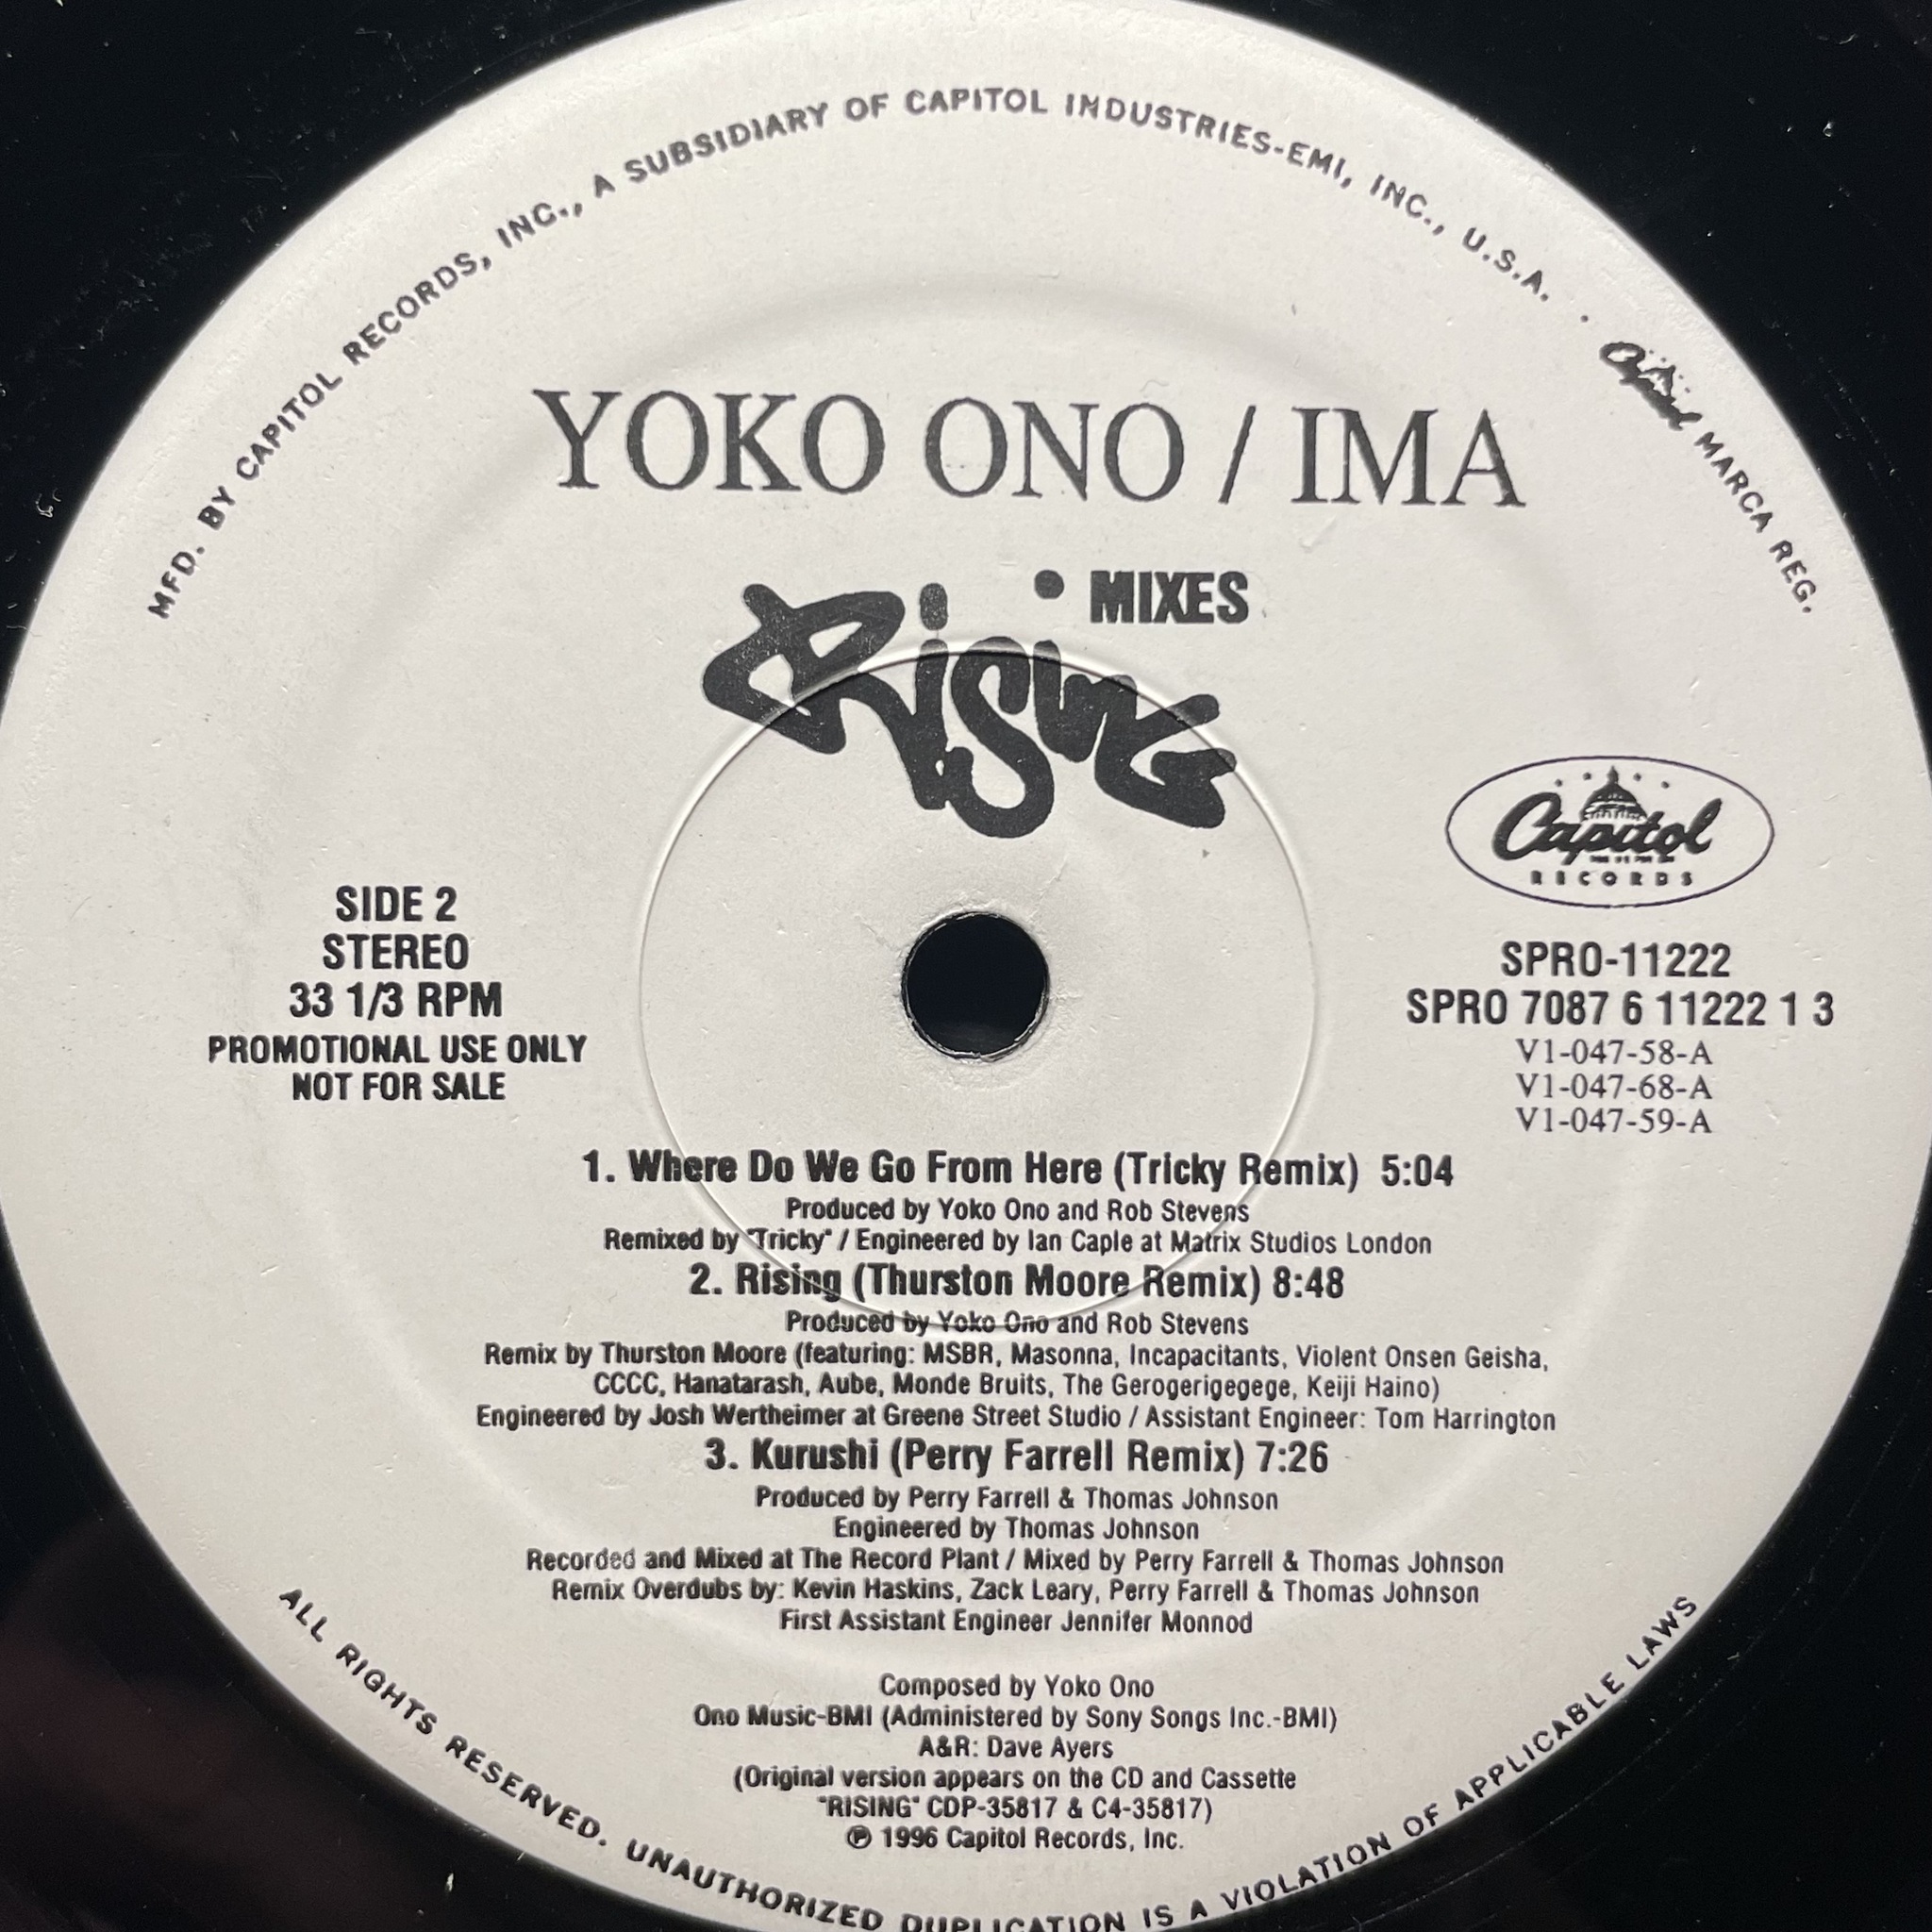 MFD. BY CAPITOL RECORDS, INC., A SUBSIDIARY OF CAPITOL INDUSTRIES-EMI, INC., U.S.A. · Capitol MARCA REG.
YOKO ONO / IMA
MIXES
Rising
Capitol
RECORDS
SIDE 2
STEREO
33 1/3 RPM
PROMOTIONAL USE ONLY
NOT FOR SALE
SPRO-11222
SPRO 7087 6 11222 1 3
V1-047-58-A
V1-047-68-A
V1-047-59-A
1. Where Do We Go From Here (Tricky Remix) 5:04
Produced by Yoko Ono and Rob Stevens
Remixed by "Tricky" / Engineered by Ian Caple at Matrix Studios London
2. Rising (Thurston Moore Remix) 8:48
Produced by Yoko Ono and Rob Stevens
Remix by Thurston Moore (featuring: MSBR, Masonna, Incapacitants, Violent Onsen Geisha,
CCCC, Hanatarash, Aube, Monde Bruits, The Gerogerigegege, Keiji Haino)
Engineered by Josh Wertheimer at Greene Street Studio / Assistant Engineer: Tom Harrington
3. Kurushi (Perry Farrell Remix) 7:26
Produced by Perry Farrell & Thomas Johnson
Engineered by Thomas Johnson
Recorded and Mixed at The Record Plant / Mixed by Perry Farrell & Thomas Johnson
Remix Overdubs by: Kevin Haskins, Zack Leary, Perry Farrell & Thomas Johnson
First Assistant Engineer Jennifer Monnod
Composed by Yoko Ono
Ono Music-BMI (Administered by Sony Songs Inc.-BMI)
A&R: Dave Ayers
(Original version appears on the CD and Cassette
"RISING" CDP-35817 & C4-35817)
℗ 1996 Capitol Records, Inc.
ALL RIGHTS RESERVED. UNAUTHORIZED DUPLICATION IS A VIOLATION OF APPLICABLE LAWS